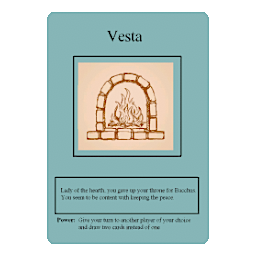 Vesta
Lady of the hearth, you gave up your throne for Bacchus.
You seem to be content with keeping the peace.
Power: Give your turn to another player of your choice
and draw two cards instead of one